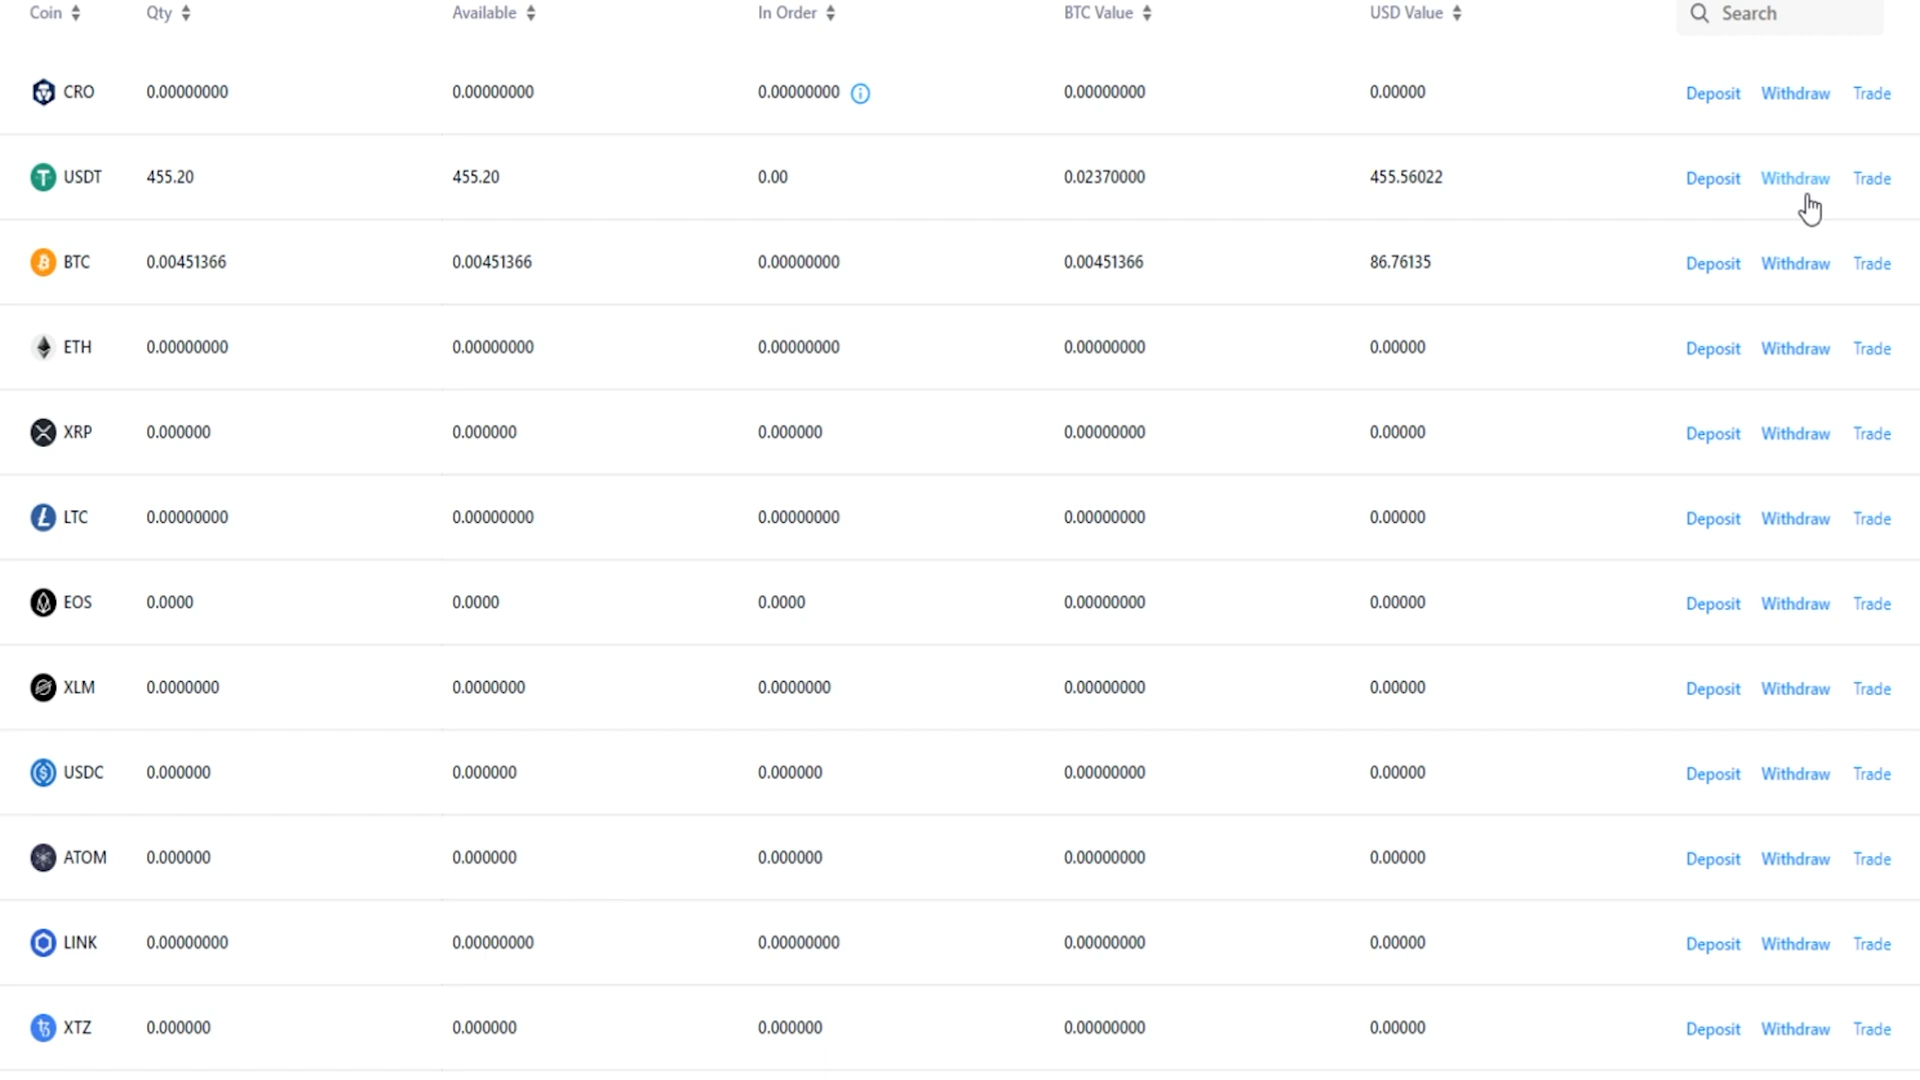 Coin Qty Available In Order BTC Value USD Value Search
CRO 0.00000000 0.00000000 0.00000000 0.00000000 0.00000 Deposit Withdraw Trade
USDT 455.20 455.20 0.00 0.02370000 455.56022 Deposit Withdraw Trade
BTC 0.00451366 0.00451366 0.00000000 0.00451366 86.76135 Deposit Withdraw Trade
ETH 0.00000000 0.00000000 0.00000000 0.00000000 0.00000 Deposit Withdraw Trade
XRP 0.000000 0.000000 0.000000 0.00000000 0.00000 Deposit Withdraw Trade
LTC 0.00000000 0.00000000 0.00000000 0.00000000 0.00000 Deposit Withdraw Trade
EOS 0.0000 0.0000 0.0000 0.00000000 0.00000 Deposit Withdraw Trade
XLM 0.0000000 0.0000000 0.0000000 0.00000000 0.00000 Deposit Withdraw Trade
USDC 0.000000 0.000000 0.000000 0.00000000 0.00000 Deposit Withdraw Trade
ATOM 0.000000 0.000000 0.000000 0.00000000 0.00000 Deposit Withdraw Trade
LINK 0.00000000 0.00000000 0.00000000 0.00000000 0.00000 Deposit Withdraw Trade
XTZ 0.000000 0.000000 0.000000 0.00000000 0.00000 Deposit Withdraw Trade